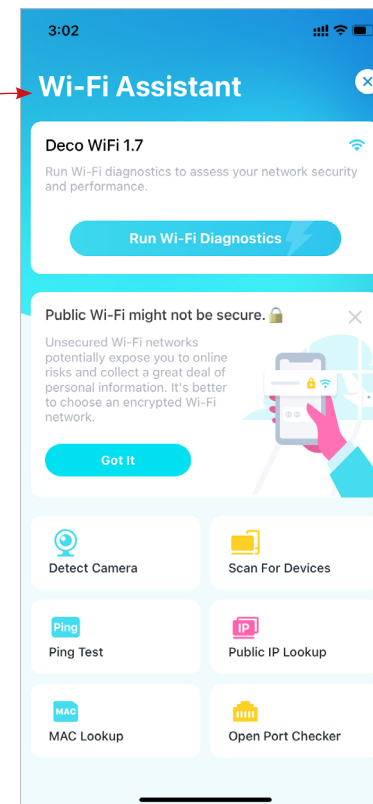 3:02
Wi-Fi Assistant
Deco WiFi 1.7
Run Wi-Fi diagnostics to assess your network security
and performance.
Run Wi-Fi Diagnostics
Public Wi-Fi might not be secure.
Unsecured Wi-Fi networks
potentially expose you to online
risks and collect a great deal of
personal information. It's better
to choose an encrypted Wi-Fi
network.
Got It
Detect Camera
Scan For Devices
Ping
Ping Test
IP
Public IP Lookup
MAC
MAC Lookup
Open Port Checker